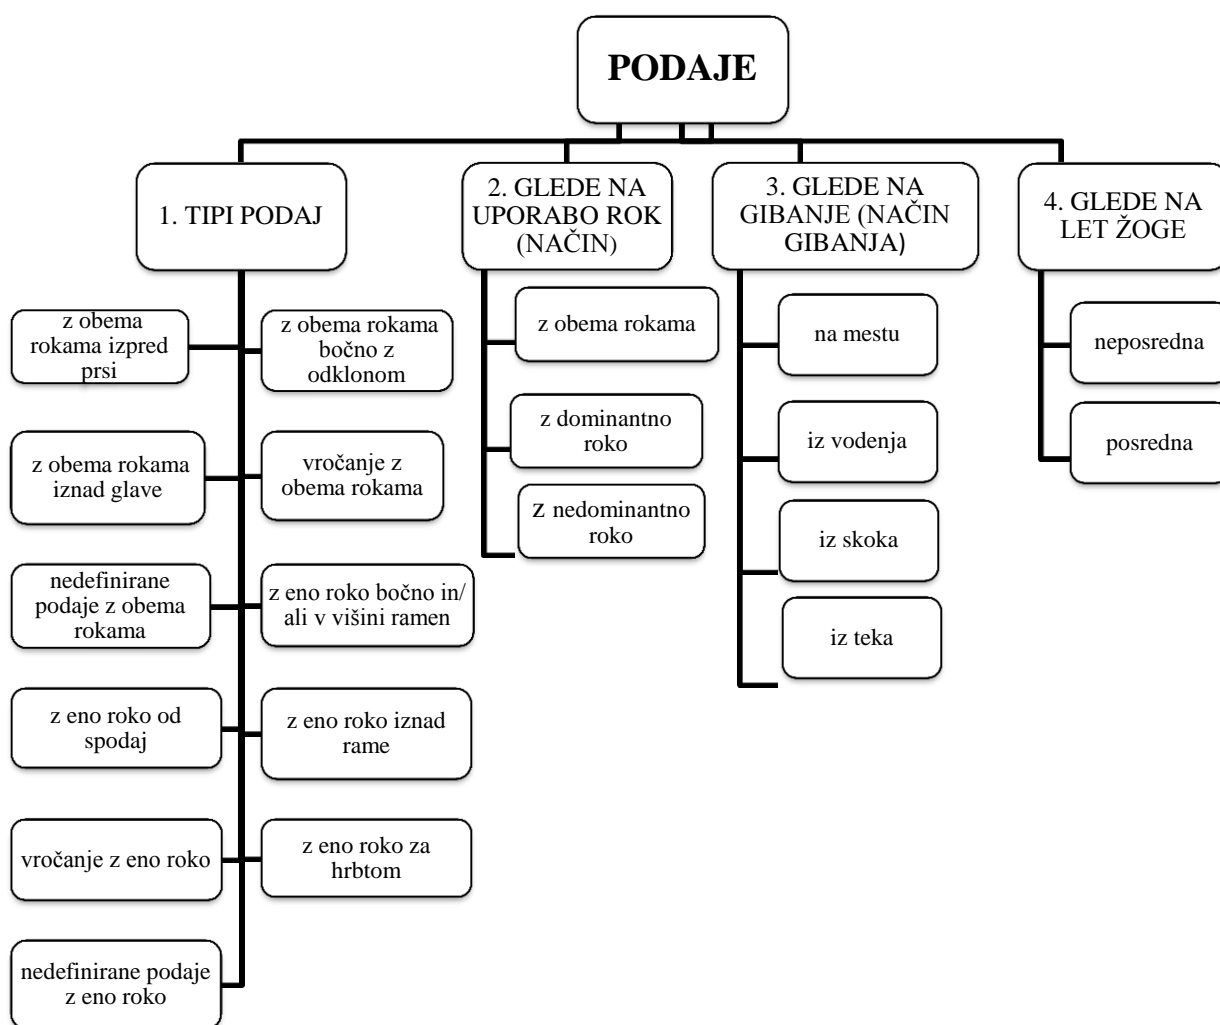 PODAJE
1. TIPI PODAJ
2. GLEDE NA
UPORABO ROK
(NAČIN)
3. GLEDE NA
GIBANJE (NAČIN
GIBANJA)
4. GLEDE NA
LET ŽOGE
z obema
rokama izpred
prsi
z obema rokama
bočno z
odklonom
z obema rokama
iznad glave
vročanje z
obema rokama
nedefinirane
podaje z obema
rokama
z eno roko bočno in/
ali v višini ramen
z eno roko od
spodaj
z eno roko iznad
rame
vročanje z eno roko
z eno roko za
hrbtom
nedefinirane podaje
z eno roko
z obema rokama
z dominantno
roko
z nedominantno
roko
na mestu
iz vodenja
iz skoka
iz teka
neposredna
posredna